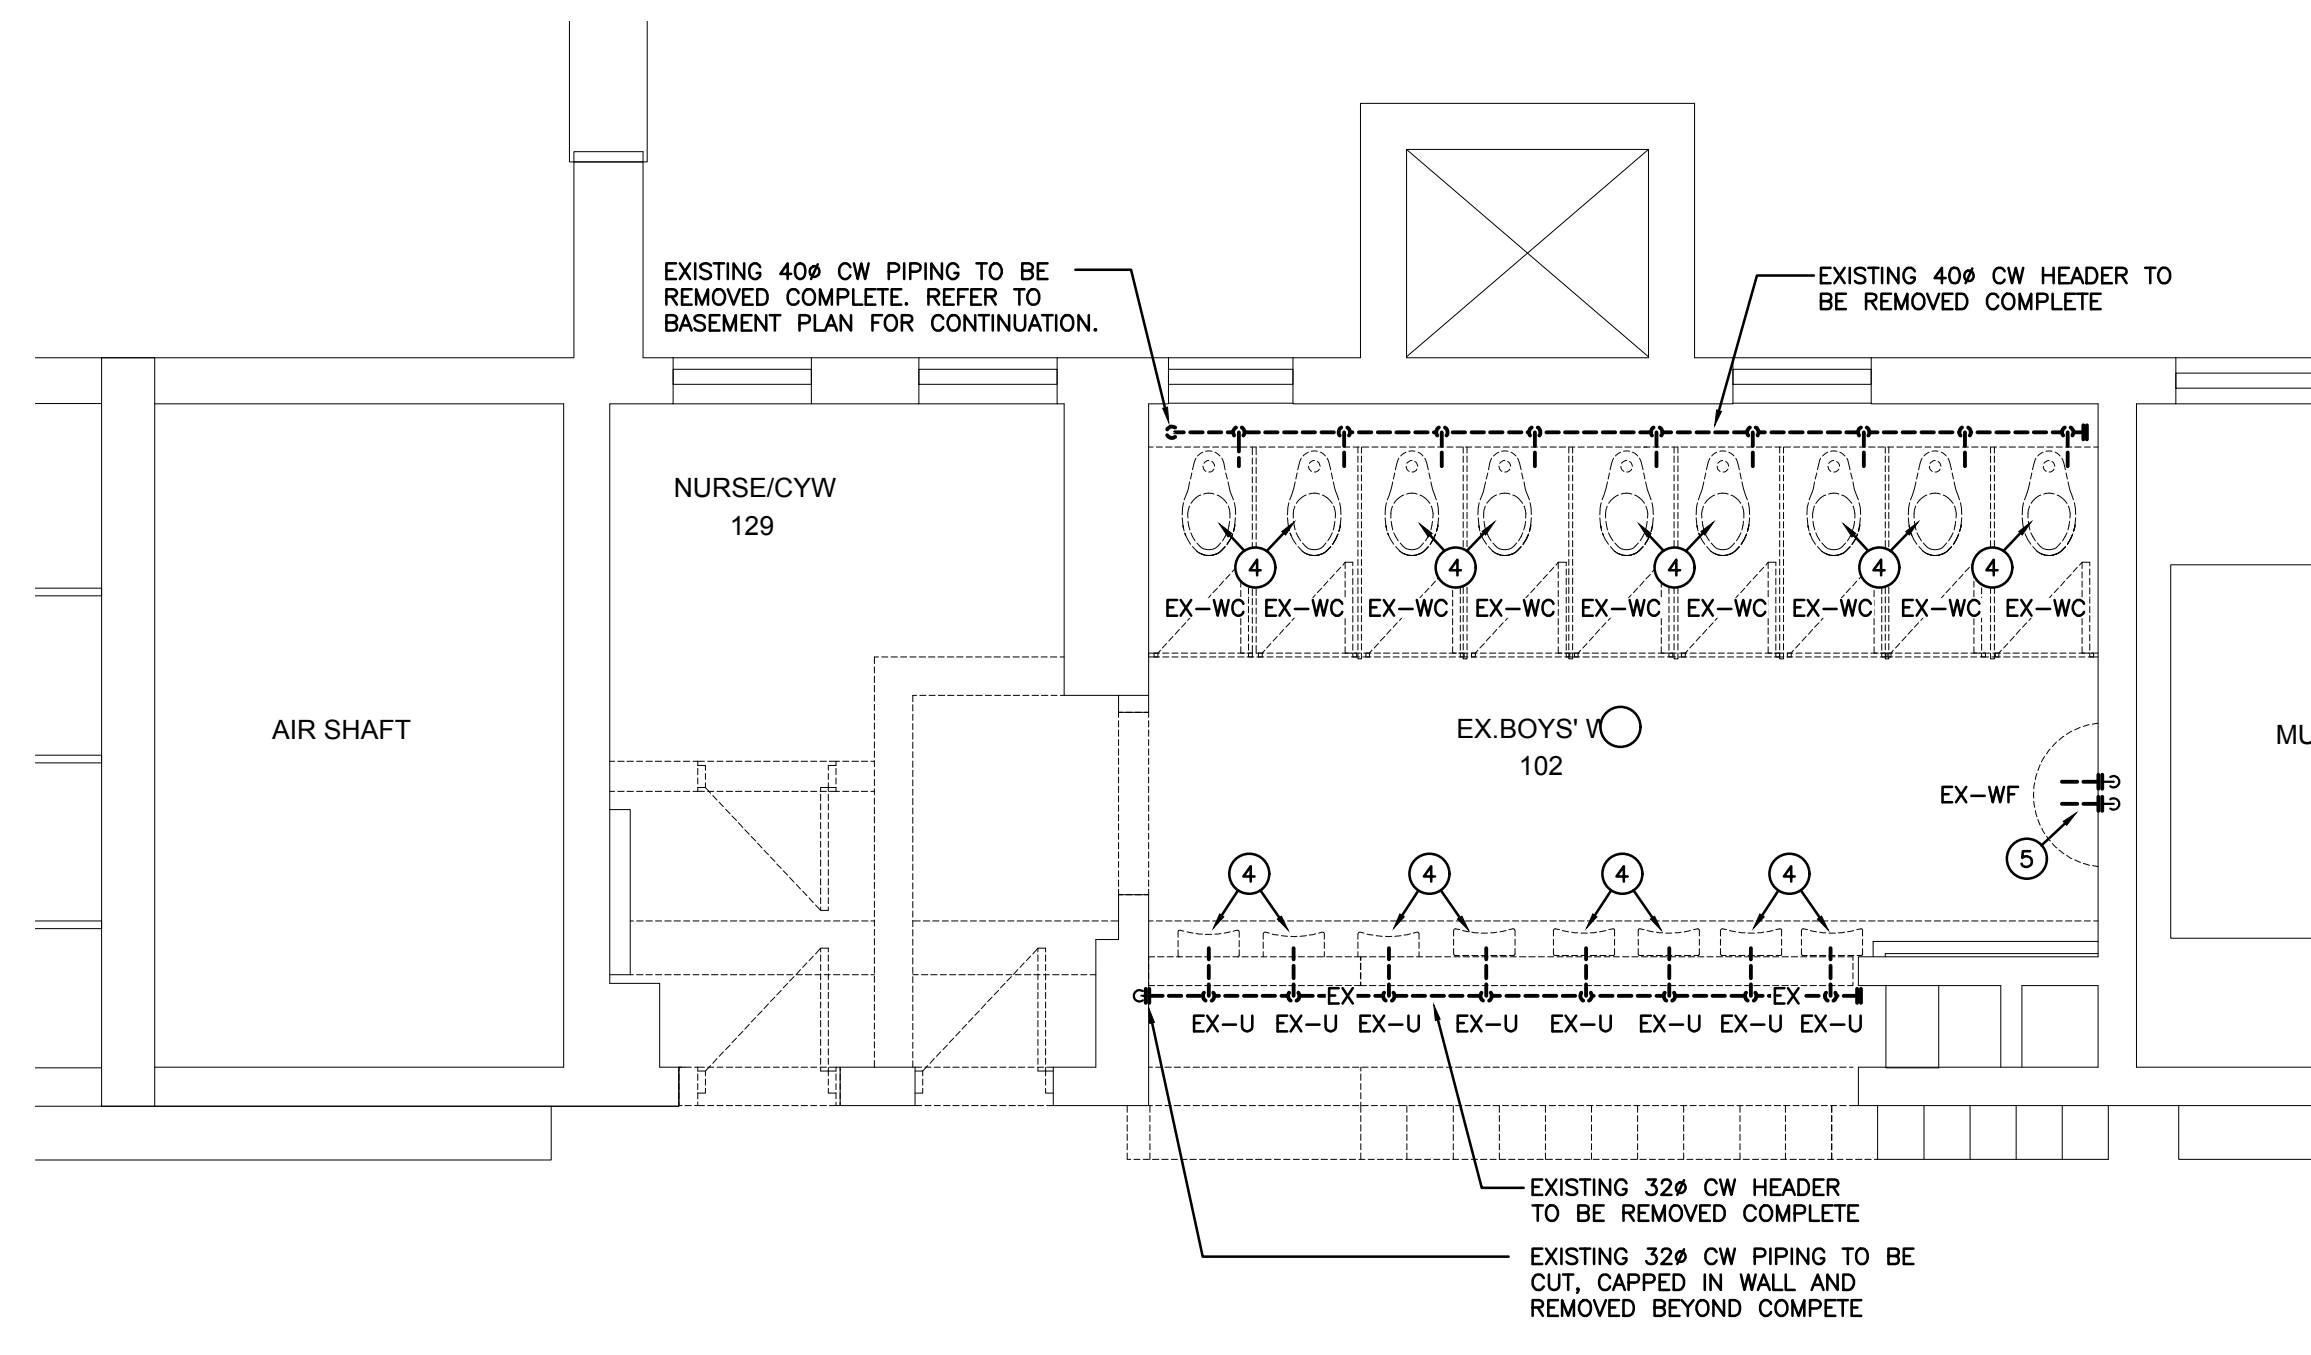 EXISTING 40ø CW PIPING TO BE
REMOVED COMPLETE. REFER TO
BASEMENT PLAN FOR CONTINUATION.
EXISTING 40ø CW HEADER TO
BE REMOVED COMPLETE
NURSE/CYW
129
4 4 4 4 4
EX-WC EX-WC EX-WC EX-WC EX-WC EX-WC EX-WC EX-WC EX-WC
AIR SHAFT
EX.BOYS'
102
EX-WF
5
4 4 4 4
EX EX
EX-U EX-U EX-U EX-U EX-U EX-U EX-U EX-U
EXISTING 32ø CW HEADER
TO BE REMOVED COMPLETE
EXISTING 32ø CW PIPING TO BE
CUT, CAPPED IN WALL AND
REMOVED BEYOND COMPETE